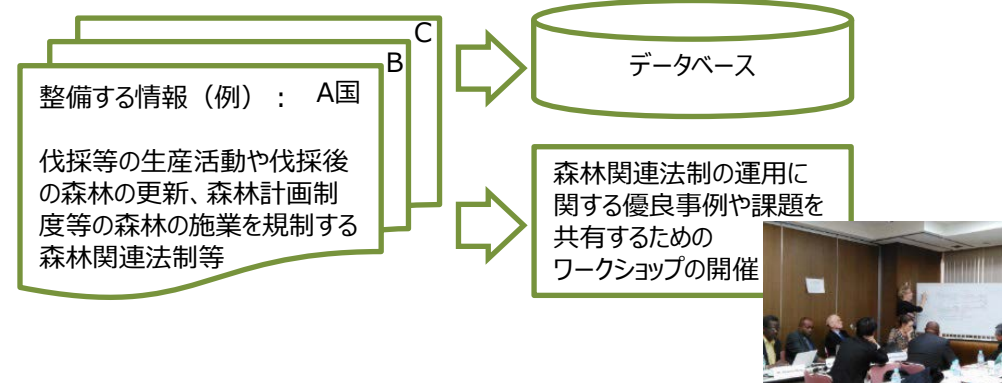 C
B
整備する情報（例）： A国
伐採等の生産活動や伐採後
の森林の更新、森林計画制
度等の森林の施業を規制する
森林関連法制等
データベース
森林関連法制の運用に
関する優良事例や課題を
共有するための
ワークショップの開催